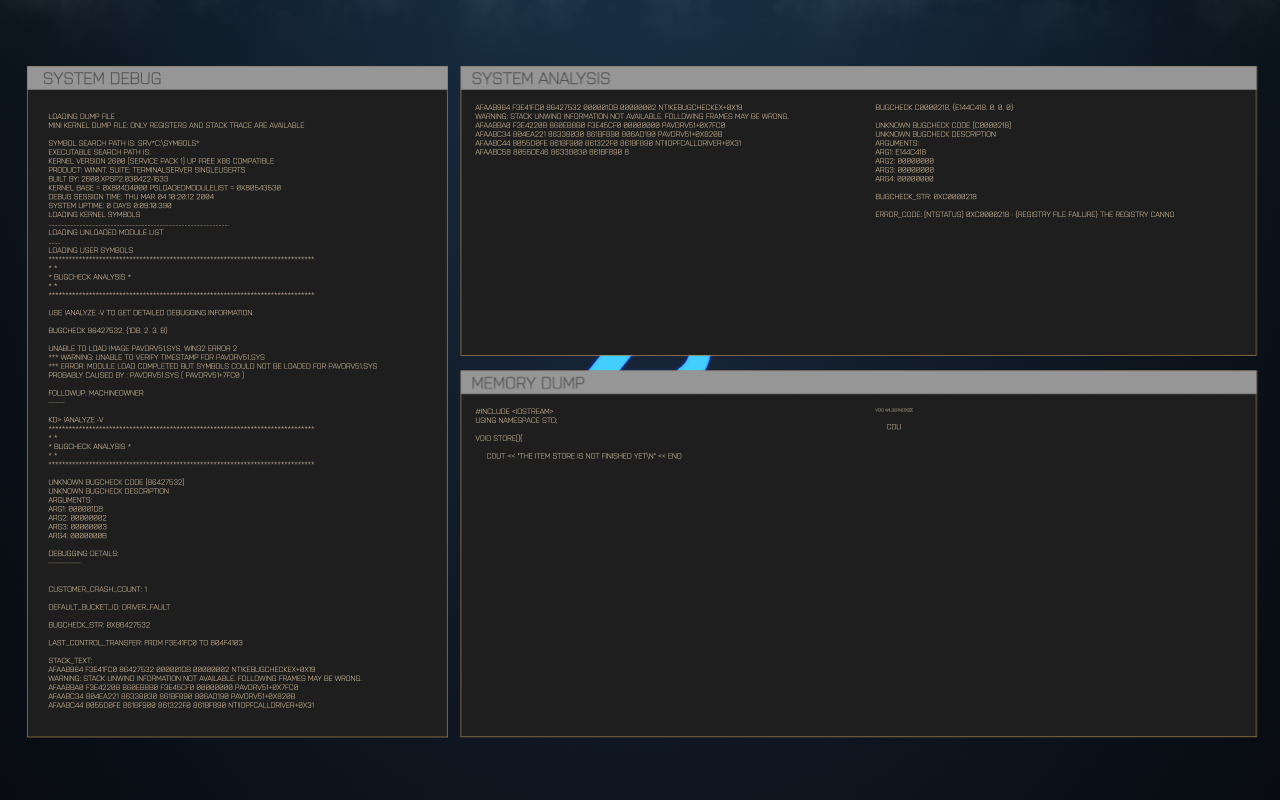 SYSTEM DEBUG
LOADING DUMP FILE
MINI KERNEL DUMP FILE: ONLY REGISTERS AND STACK TRACE ARE AVAILABLE
SYMBOL SEARCH PATH IS: SRV*C:\SYMBOLS*
EXECUTABLE SEARCH PATH IS:
KERNEL VERSION 2600 (SERVICE PACK 1) UP FREE X86 COMPATIBLE
PRODUCT: WINNT, SUITE: TERMINALSERVER SINGLEUSERTS
BUILT BY: 2600.XPSP2.030422-1633
KERNEL BASE = 0X804D4000 PSLOADEDMODULELIST = 0X80543530
DEBUG SESSION TIME: THU MAR 04 18:20:12 2004
SYSTEM UPTIME: 0 DAYS 0:09:10.390
LOADING KERNEL SYMBOLS
LOADING UNLOADED MODULE LIST
LOADING USER SYMBOLS
*******************************************************************************
* *
* BUGCHECK ANALYSIS *
* *
*******************************************************************************
USE !ANALYZE -V TO GET DETAILED DEBUGGING INFORMATION.
BUGCHECK 86427532, {1DB, 2, 3, B}
UNABLE TO LOAD IMAGE PAVDRV51.SYS, WIN32 ERROR 2
*** WARNING: UNABLE TO VERIFY TIMESTAMP FOR PAVDRV51.SYS
*** ERROR: MODULE LOAD COMPLETED BUT SYMBOLS COULD NOT BE LOADED FOR PAVDRV51.SYS
PROBABLY CAUSED BY : PAVDRV51.SYS ( PAVDRV51+7FC0 )
FOLLOWUP: MACHINEOWNER
---------
KD> !ANALYZE -V
*******************************************************************************
* *
* BUGCHECK ANALYSIS *
* *
*******************************************************************************
UNKNOWN BUGCHECK CODE (86427532)
UNKNOWN BUGCHECK DESCRIPTION
ARGUMENTS:
ARG1: 000001DB
ARG2: 00000002
ARG3: 00000003
ARG4: 0000000B
DEBUGGING DETAILS:
------------------
CUSTOMER_CRASH_COUNT: 1
DEFAULT_BUCKET_ID: DRIVER_FAULT
BUGCHECK_STR: 0X86427532
LAST_CONTROL_TRANSFER: FROM F3E41FC0 TO 804F4103
STACK_TEXT:
AFAAB964 F3E41FC0 86427532 000001DB 00000002 NT!KEBUGCHECKEX+0X19
WARNING: STACK UNWIND INFORMATION NOT AVAILABLE. FOLLOWING FRAMES MAY BE WRONG.
AFAABBA0 F3E4220B 860EB8B0 F3E45CF0 00000000 PAVDRV51+0X7FC0
AFAABC34 804EA221 86338030 861BF890 806AD190 PAVDRV51+0X820B
AFAABC44 8055D0FE 861BF900 861322F0 861BF890 NT!IOPFCALLDRIVER+0X31
SYSTEM ANALYSIS
AFAAB964 F3E41FC0 86427532 000001DB 00000002 NT!KEBUGCHECKEX+0X19
WARNING: STACK UNWIND INFORMATION NOT AVAILABLE. FOLLOWING FRAMES MAY BE WRONG.
AFAABBA0 F3E4220B 860EB8B0 F3E45CF0 00000000 PAVDRV51+0X7FC0
AFAABC34 804EA221 86338030 861BF890 806AD190 PAVDRV51+0X820B
AFAABC44 8055D0FE 861BF890 861322F0 861BF890 NT!IOPFCALLDRIVER+0X31
AFAABC58 8055DE46 86338030 861BF890 8
BUGCHECK C0000218, {E144C418, 0, 0, 0}
UNKNOWN BUGCHECK CODE (C0000218)
UNKNOWN BUGCHECK DESCRIPTION
ARGUMENTS:
ARG1: E144C418
ARG2: 00000000
ARG3: 00000000
ARG4: 00000000
BUGCHECK_STR: 0XC0000218
ERROR_CODE: (NTSTATUS) 0XC0000218 - {REGISTRY FILE FAILURE} THE REGISTRY CANNO
MEMORY DUMP
#INCLUDE <IOSTREAM>
USING NAMESPACE STD;
VOID STORE(){
COUT << "THE ITEM STORE IS NOT FINISHED YET\N" << END
VOID WILDERNESS(){
COU